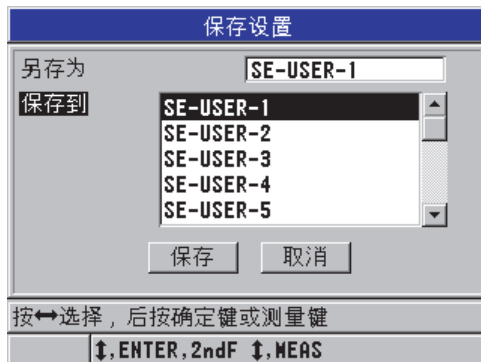 保存设置
另存为 SE-USER-1
保存到
SE-USER-1
SE-USER-2
SE-USER-3
SE-USER-4
SE-USER-5
保存 取消
按↔选择，后按确定键或测量键
↕,ENTER,2ndF ↕,MEAS